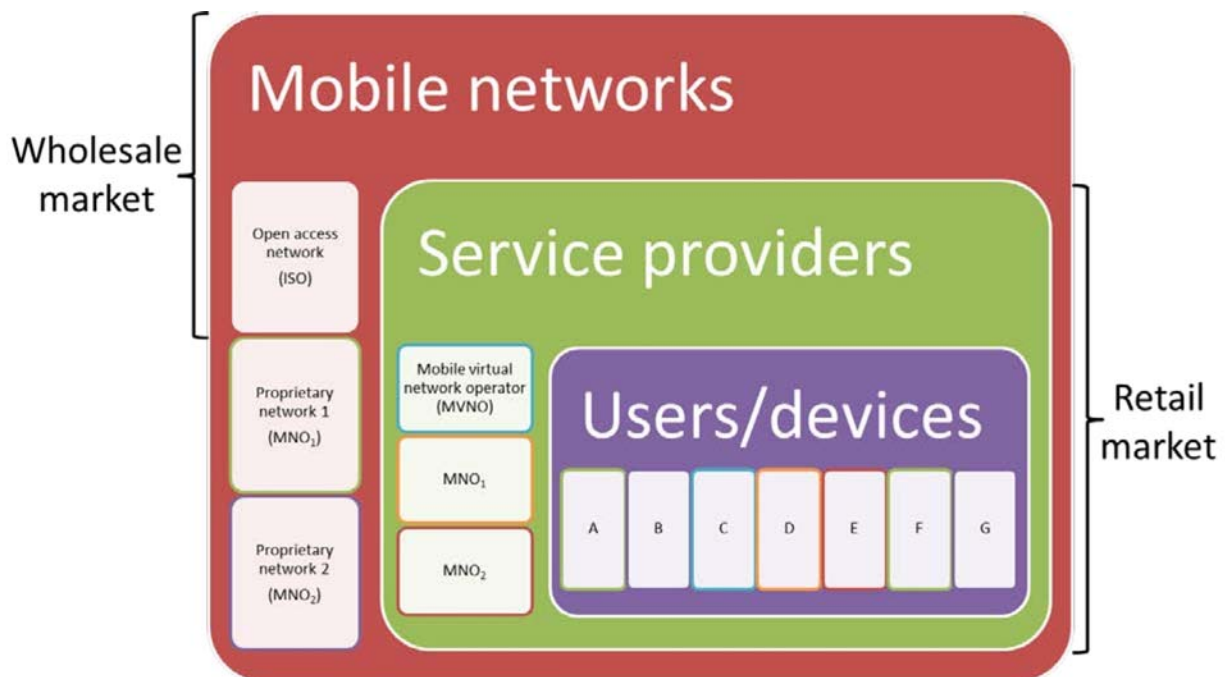 Mobile networks
Wholesale
market
Open access
network
(ISO)
Proprietary
network 1
(MNO₁)
Proprietary
network 2
(MNO₂)
Service providers
Mobile virtual
network operator
(MVNO)
MNO₁
MNO₂
Users/devices
A B C D E F G
Retail
market